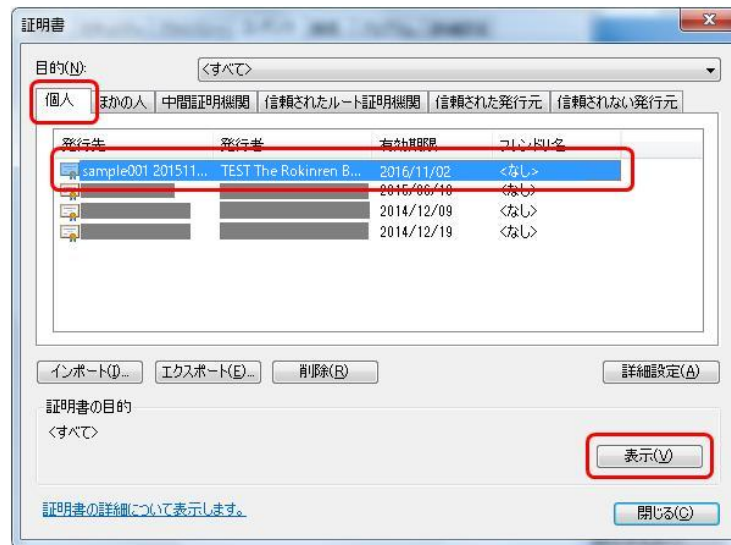 証明書
目的(N): <すべて>
個人 ほかの人 中間証明機関 信頼されたルート証明機関 信頼された発行元 信頼されない発行元
発行先 発行者 有効期限 フレンドリ名
sample001 201511... TEST The Rokinren B... 2016/11/02 <なし>
2015/06/18 <なし>
2014/12/09 <なし>
2014/12/19 <なし>
インポート(I)... エクスポート(E)... 削除(R) 詳細設定(A)
証明書の目的
<すべて>
表示(V)
証明書の詳細について表示します。
閉じる(C)